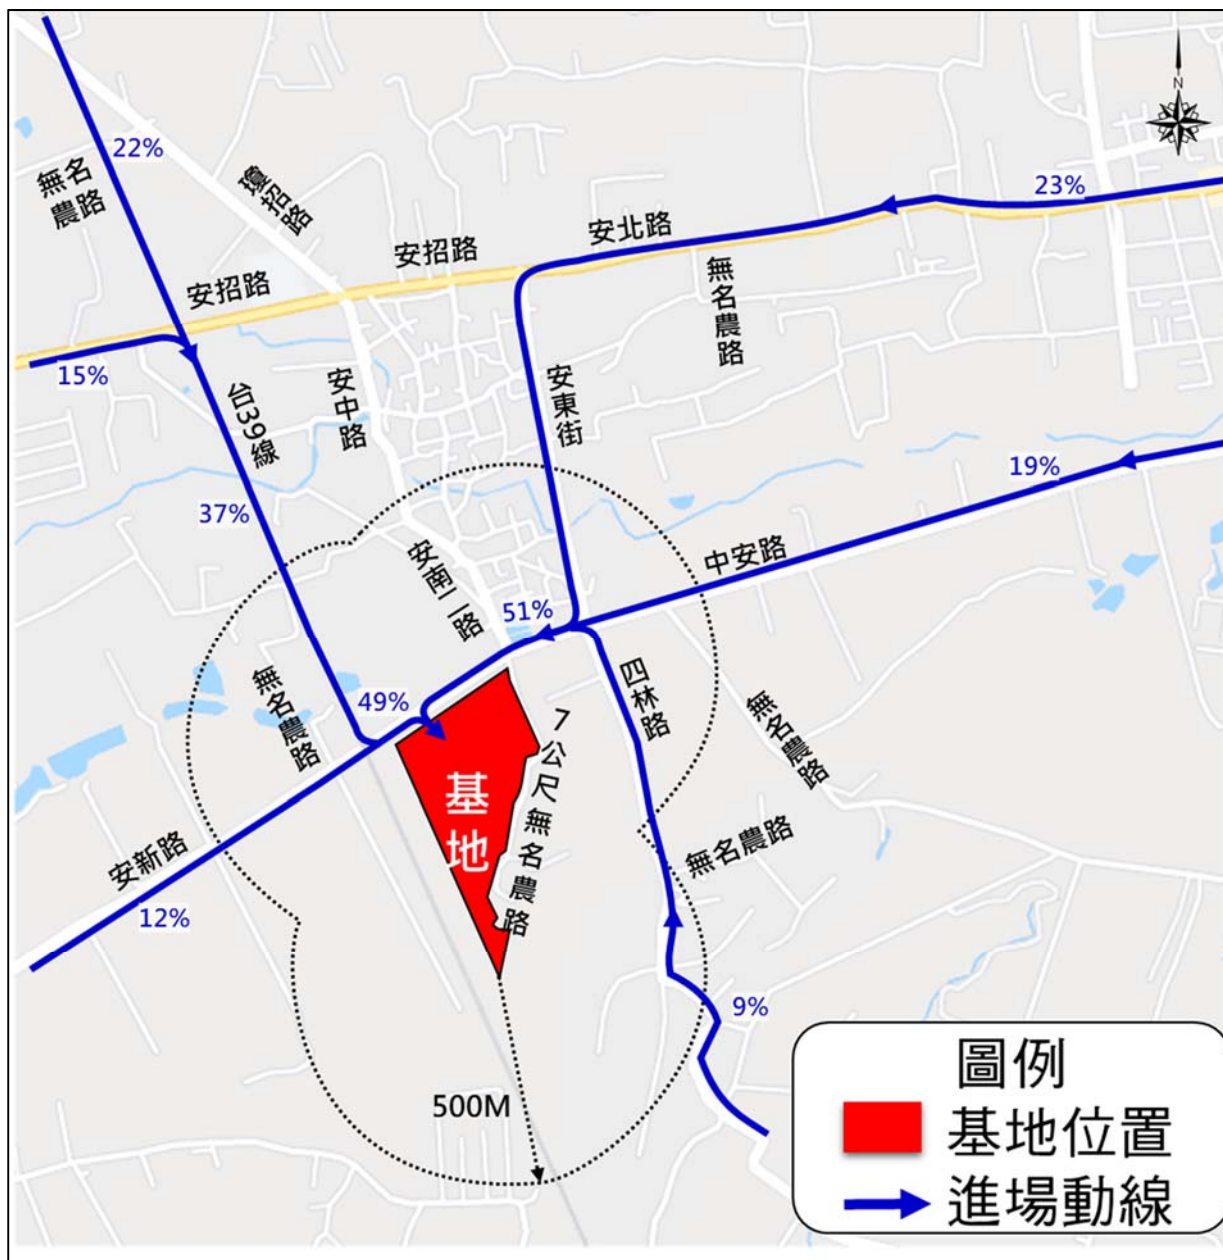 N
22%
無名
農路
瓊招路
23%
安北路
安招路
安招路
無名農路
15%
台39線
安中路
安東街
19%
37%
中安路
安南二路
51%
四林路
無名農路
49%
無名農路
7公尺無名農路
基地
安新路
無名農路
12%
9%
500M
圖例
基地位置
進場動線